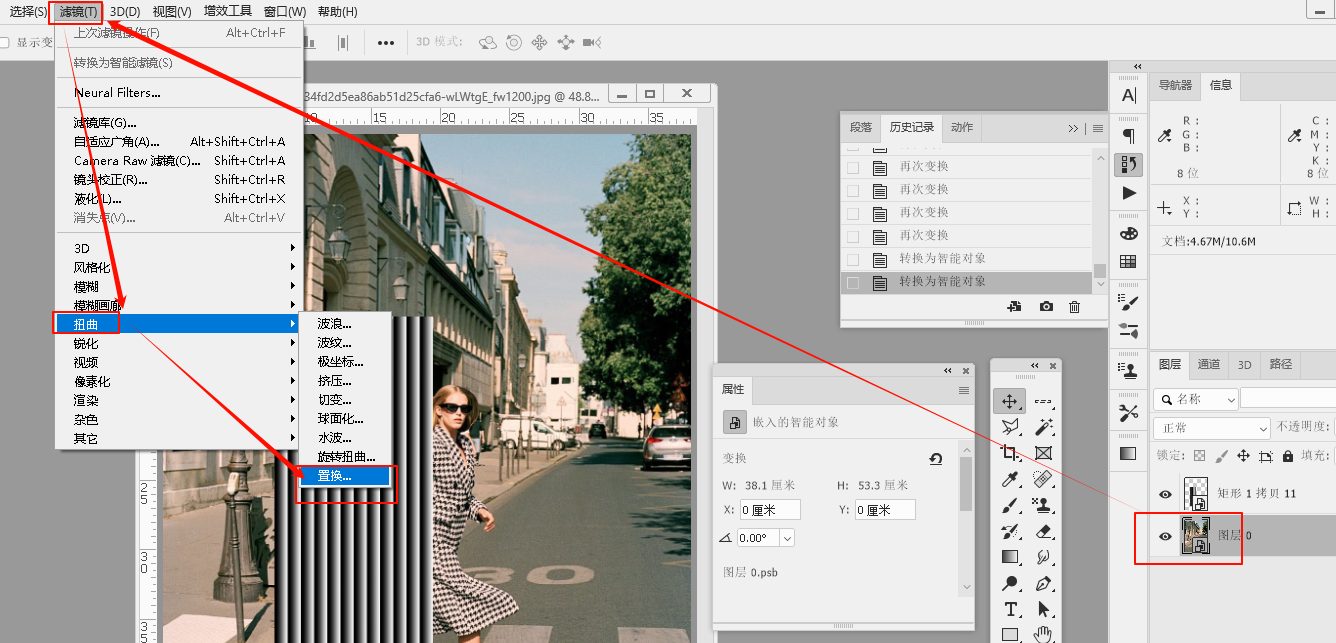 选择(S) 滤镜(T) 3D(D) 视图(V) 增效工具 窗口(W) 帮助(H)
显示变
上次滤镜操作(F) Alt+Ctrl+F
转换为智能滤镜(S)
Neural Filters...
滤镜库(G)...
自适应广角(A)... Alt+Shift+Ctrl+A
Camera Raw 滤镜(C)... Shift+Ctrl+A
镜头校正(R)... Shift+Ctrl+R
液化(L)... Shift+Ctrl+X
消失点(V)... Alt+Ctrl+V
3D
风格化
模糊
模糊画廊
扭曲
锐化
视频
像素化
渲染
杂色
其它
波浪...
波纹...
极坐标...
挤压...
切变...
球面化...
水波...
旋转扭曲...
置换...
3D 模式:
84fd2d5ea86ab51d25cfa6-wLWtgE_fw1200.jpg @ 48.8...
10 15 20 25 30 35
25
30
35
段落 历史记录 动作
再次变换
再次变换
再次变换
再次变换
转换为智能对象
转换为智能对象
属性
嵌入的智能对象
变换
W: 38.1 厘米 H: 53.3 厘米
X: 0 厘米 Y: 0 厘米
0.00°
图层 0.psb
导航器 信息
R: C:
G: M:
B: Y:
K:
8 位 8 位
X: W:
Y: H:
文档:4.67M/10.6M
图层 通道 3D 路径
名称
正常 不透明度:
锁定: 填充:
矩形 1 拷贝 11
图层 0